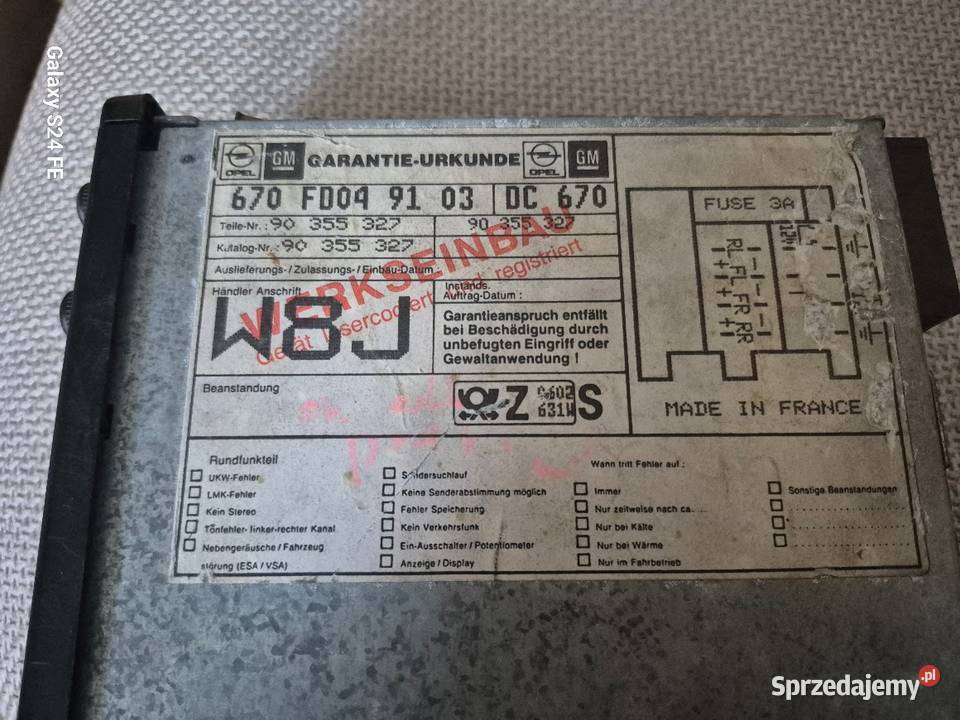 Galaxy S24 FE
OPEL GM GARANTIE-URKUNDE OPEL GM
670 FD04 91 03 DC 670
Teile-Nr.: 90 355 327 90 355 327
Katalog-Nr.: 90 355 327
WERKSEINBAU
Auslieferungs-/Zulassungs-/Einbau-Datum:
Gerät lasercodiert und registriert
Händler Anschrift
W8J
Instands.
Auftrag-Datum:
Garantieanspruch entfällt
bei Beschädigung durch
unbefugten Eingriff oder
Gewaltanwendung !
Beanstandung
Z 631W S
FUSE 3A
12V
RL FL FR RR
+ + + +
- - - -
MADE IN FRANCE
Rundfunkteil
UKW-Fehler
LMK-Fehler
Kein Stereo
Tonfehler-linker-rechter Kanal
Nebengeräusche / Fahrzeug
störung (ESA / VSA)
Sendersuchlauf
Keine Senderabstimmung möglich
Fehler Speicherung
Kein Verkehrsfunk
Ein-Ausschalter / Potentiometer
Anzeige / Display
Wann tritt Fehler auf :
Immer
Nur zeitweise nach ca. ...
Nur bei Kälte
Nur bei Wärme
Nur im Fahrbetrieb
Sonstige Beanstandungen
Sprzedajemy.pl